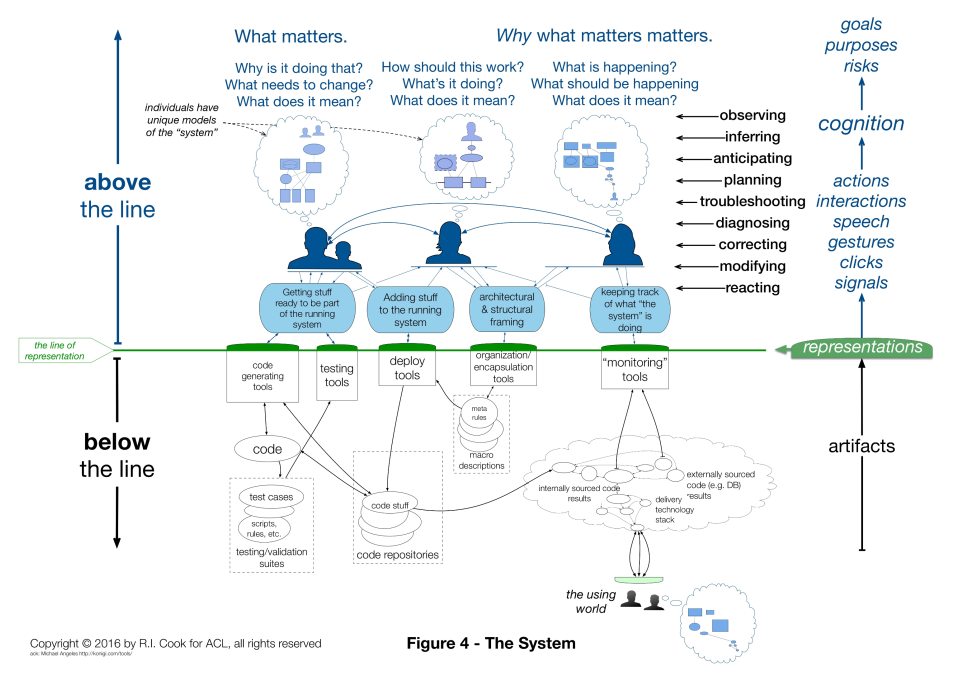 What matters.
Why what matters matters.
goals
purposes
risks
Why is it doing that?
What needs to change?
What does it mean?
How should this work?
What's it doing?
What does it mean?
What is happening?
What should be happening
What does it mean?
individuals have
unique models
of the "system"
observing
inferring
anticipating
planning
troubleshooting
diagnosing
correcting
modifying
reacting
cognition
actions
interactions
speech
gestures
clicks
signals
above
the line
Getting stuff
ready to be part
of the running
system
Adding stuff
to the running
system
architectural
& structural
framing
keeping track
of what "the
system" is
doing
the line of
representation
representations
code
generating
tools
testing
tools
deploy
tools
organization/
encapsulation
tools
"monitoring"
tools
below
the line
artifacts
meta
rules
macro
descriptions
code
test cases
scripts,
rules, etc.
testing/validation
suites
code stuff
code repositories
internally sourced code
results
externally sourced
code (e.g. DB)
results
delivery
technology
stack
the using
world
Copyright © 2016 by R.I. Cook for ACL, all rights reserved
ack: Michael Angeles http://konigi.com/tools/
Figure 4 - The System